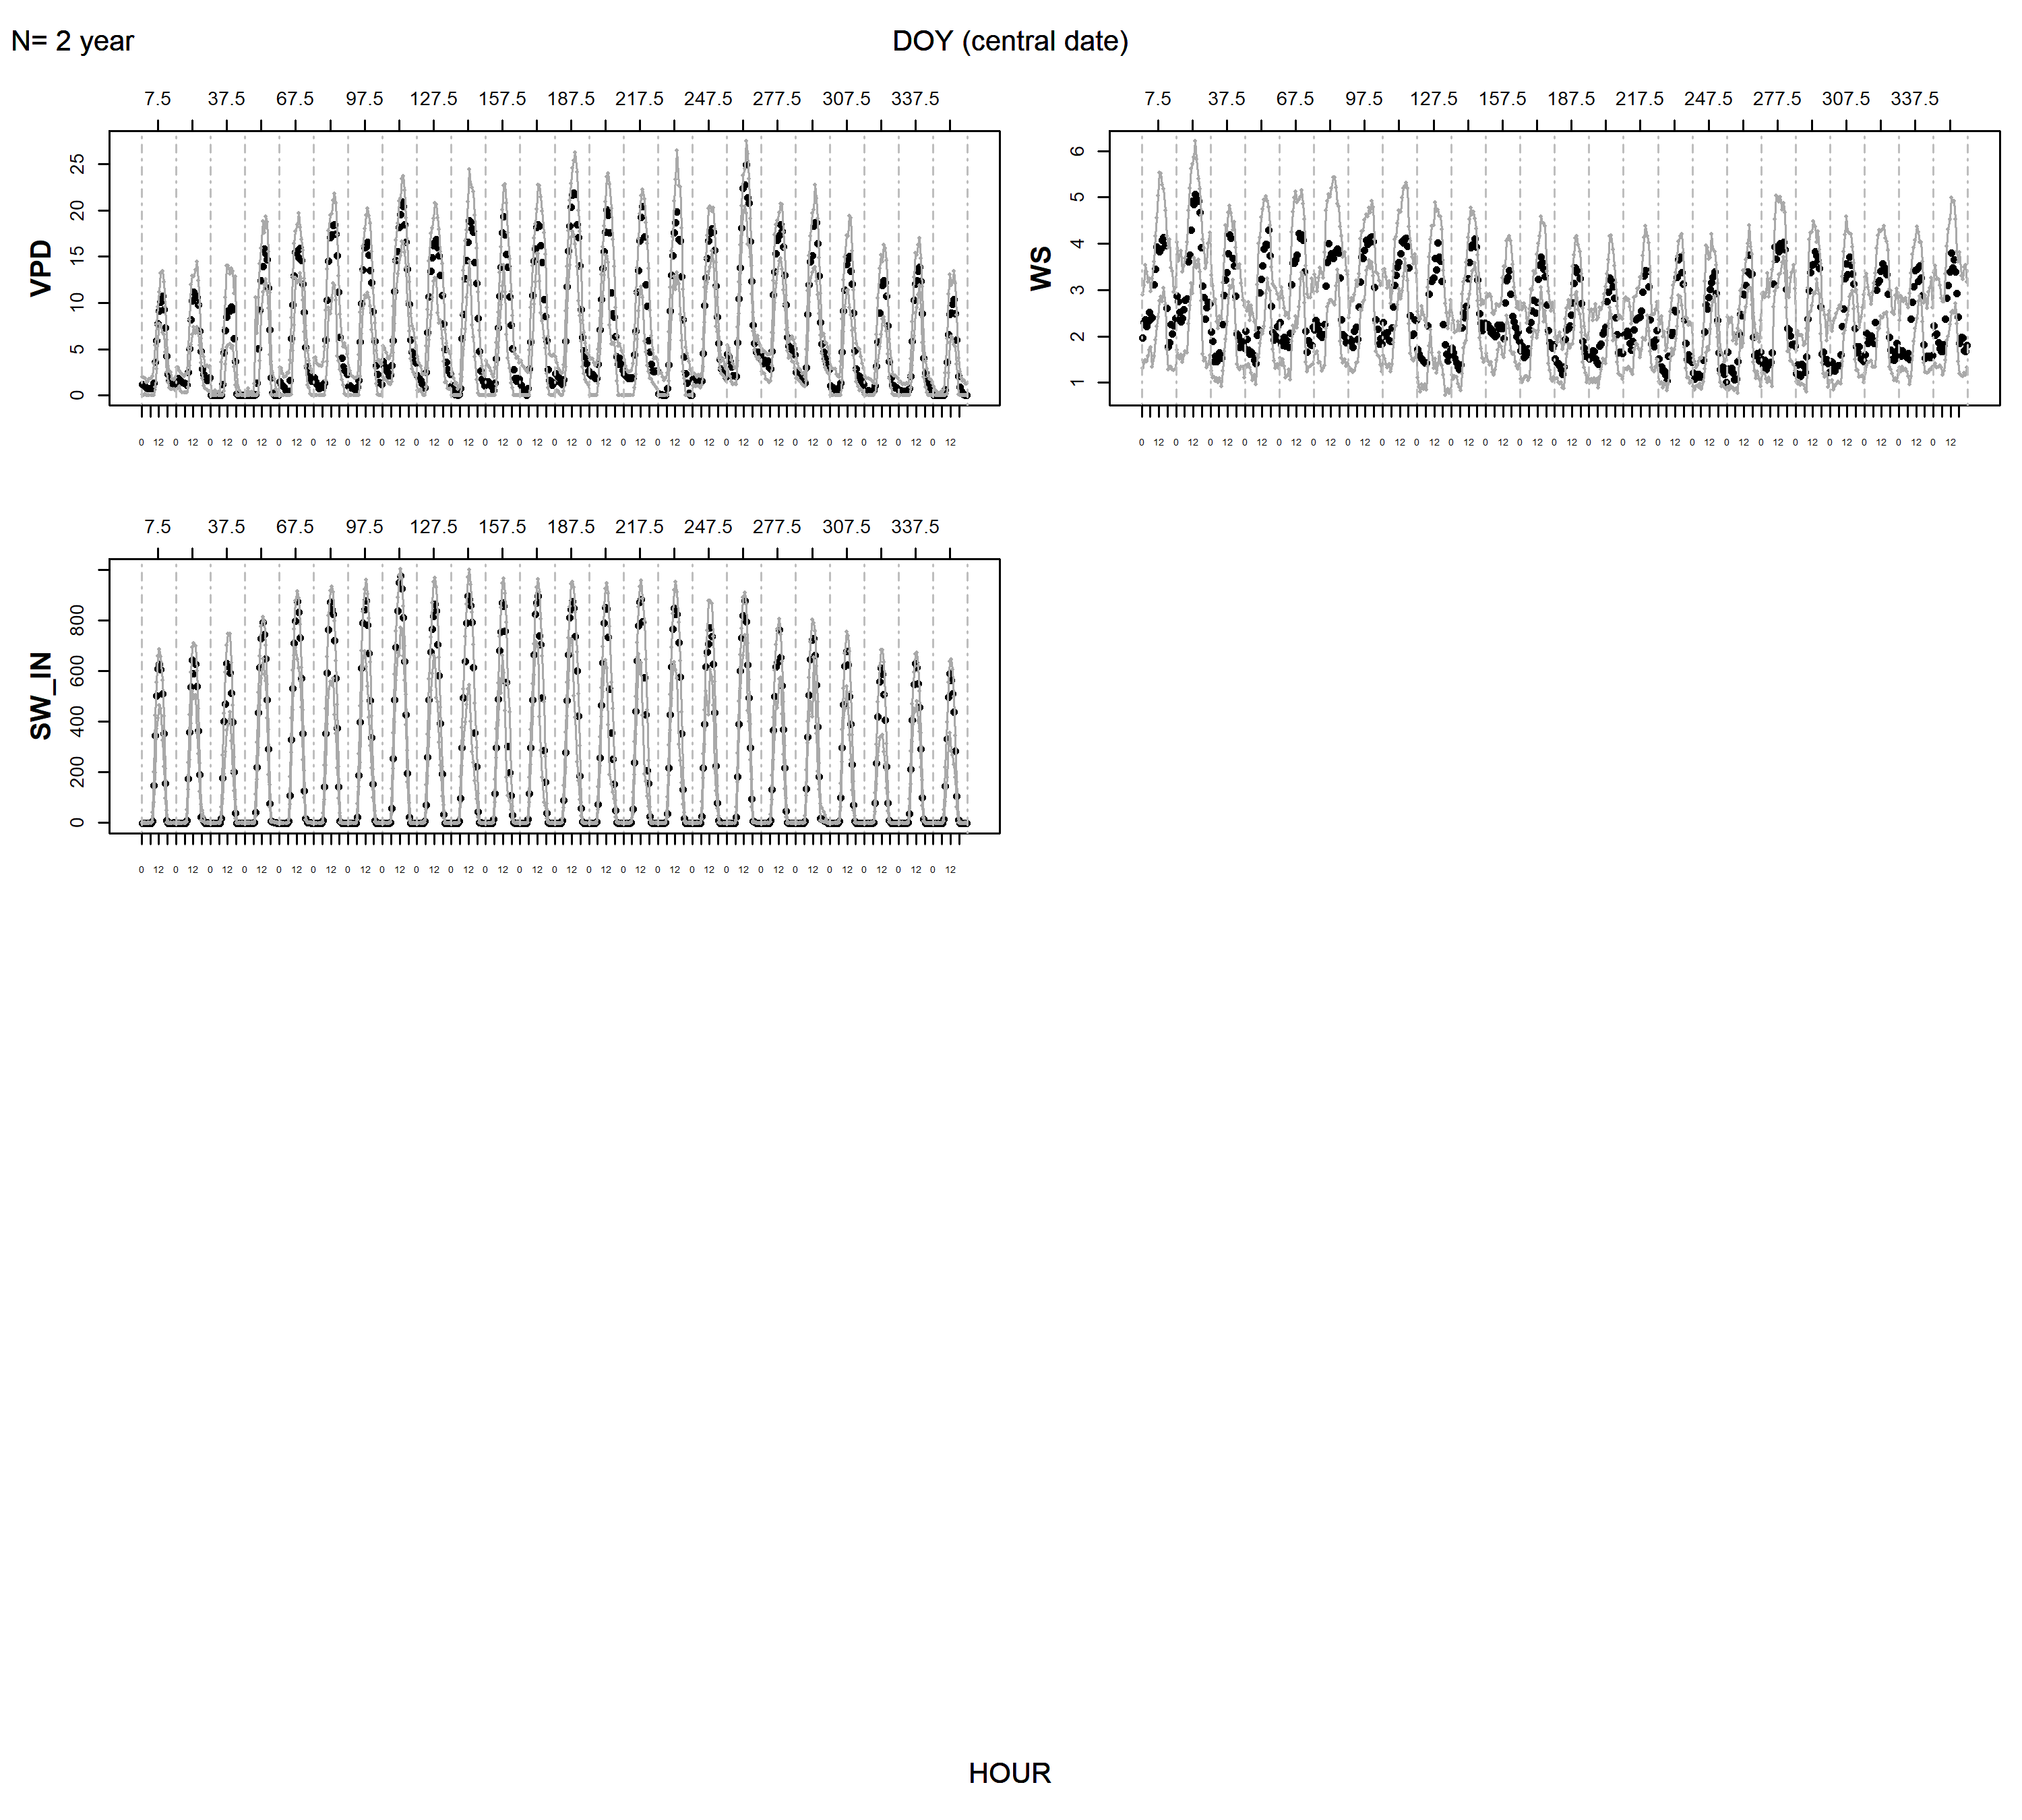 N= 2 year
DOY (central date)
7.5 37.5 67.5 97.5 127.5 157.5 187.5 217.5 247.5 277.5 307.5 337.5
VPD
0 5 10 15 20 25
0 12 0 12 0 12 0 12 0 12 0 12 0 12 0 12 0 12 0 12 0 12 0 12 0 12 0 12 0 12 0 12 0 12 0 12 0 12 0 12 0 12 0 12 0 12 0 12
7.5 37.5 67.5 97.5 127.5 157.5 187.5 217.5 247.5 277.5 307.5 337.5
WS
1 2 3 4 5 6
0 12 0 12 0 12 0 12 0 12 0 12 0 12 0 12 0 12 0 12 0 12 0 12 0 12 0 12 0 12 0 12 0 12 0 12 0 12 0 12 0 12 0 12 0 12 0 12
7.5 37.5 67.5 97.5 127.5 157.5 187.5 217.5 247.5 277.5 307.5 337.5
SW_IN
0 200 400 600 800
0 12 0 12 0 12 0 12 0 12 0 12 0 12 0 12 0 12 0 12 0 12 0 12 0 12 0 12 0 12 0 12 0 12 0 12 0 12 0 12 0 12 0 12 0 12 0 12
HOUR